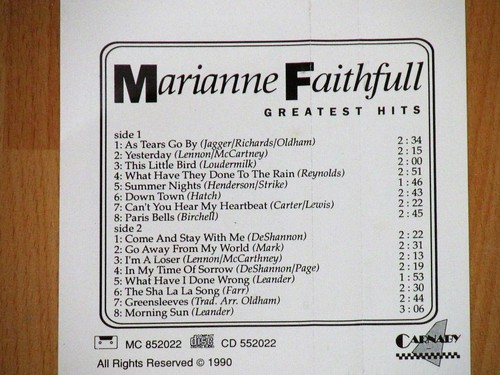 Marianne Faithfull
GREATEST HITS
side 1
1: As Tears Go By (Jagger/Richards/Oldham) 2 : 34
2: Yesterday (Lennon/McCartney) 2 : 15
3: This Little Bird (Loudermilk) 2 : 00
4: What Have They Done To The Rain (Reynolds) 2 : 51
5: Summer Nights (Henderson/Strike) 1 : 46
6: Down Town (Hatch) 2 : 43
7: Can't You Hear My Heartbeat (Carter/Lewis) 2 : 22
8: Paris Bells (Birchell) 2 : 45
side 2
1: Come And Stay With Me (DeShannon) 2 : 22
2: Go Away From My World (Mark) 2 : 31
3: I'm A Loser (Lennon/McCarthney) 2 : 13
4: In My Time Of Sorrow (DeShannon/Page) 2 : 19
5: What Have I Done Wrong (Leander) 1 : 53
6: The Sha La La Song (Farr) 2 : 30
7: Greensleeves (Trad. Arr. Oldham) 2 : 44
8: Morning Sun (Leander) 3 : 06
MC 852022 COMPACT disc DIGITAL AUDIO CD 552022 CARNABY
All Rights Reserved © 1990